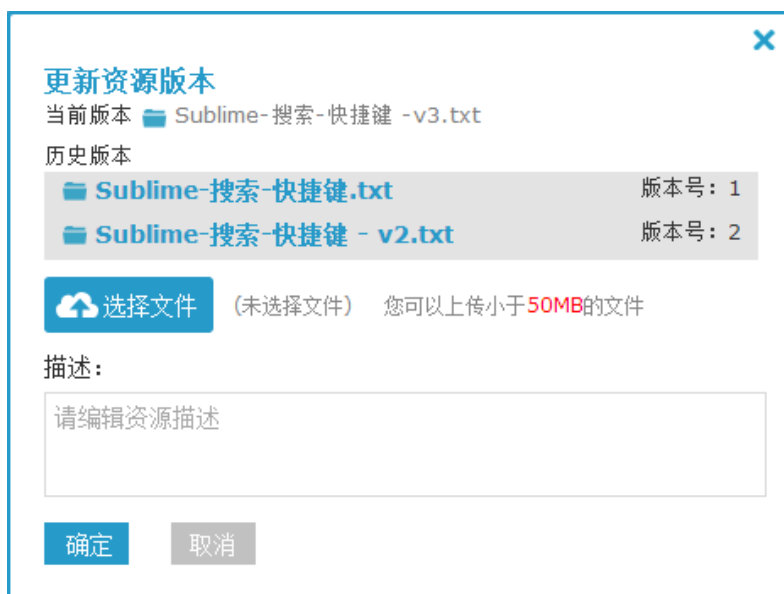 更新资源版本
当前版本 Sublime-搜索-快捷键 -v3.txt
历史版本
Sublime-搜索-快捷键.txt 版本号：1
Sublime-搜索-快捷键 - v2.txt 版本号：2
选择文件 (未选择文件) 您可以上传小于50MB的文件
描述：
请编辑资源描述
确定 取消